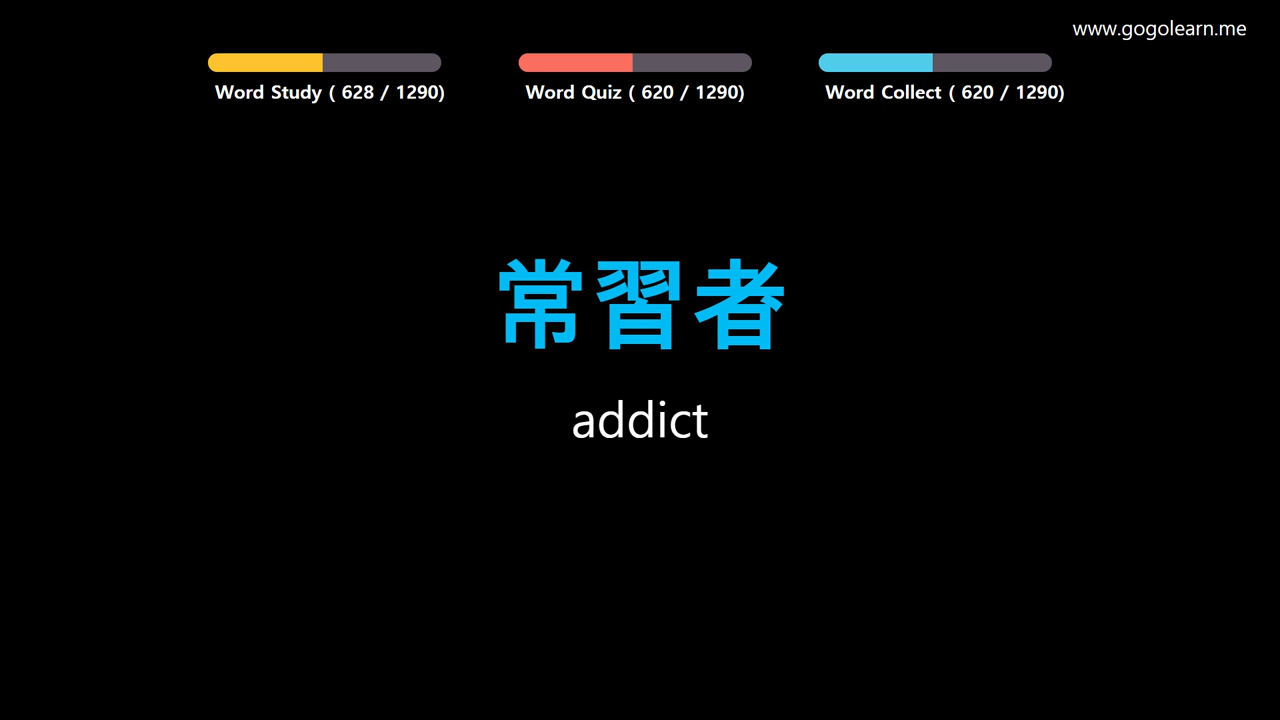 www.gogolearn.me
Word Study ( 628 / 1290)
Word Quiz ( 620 / 1290)
Word Collect ( 620 / 1290)
常習者
addict